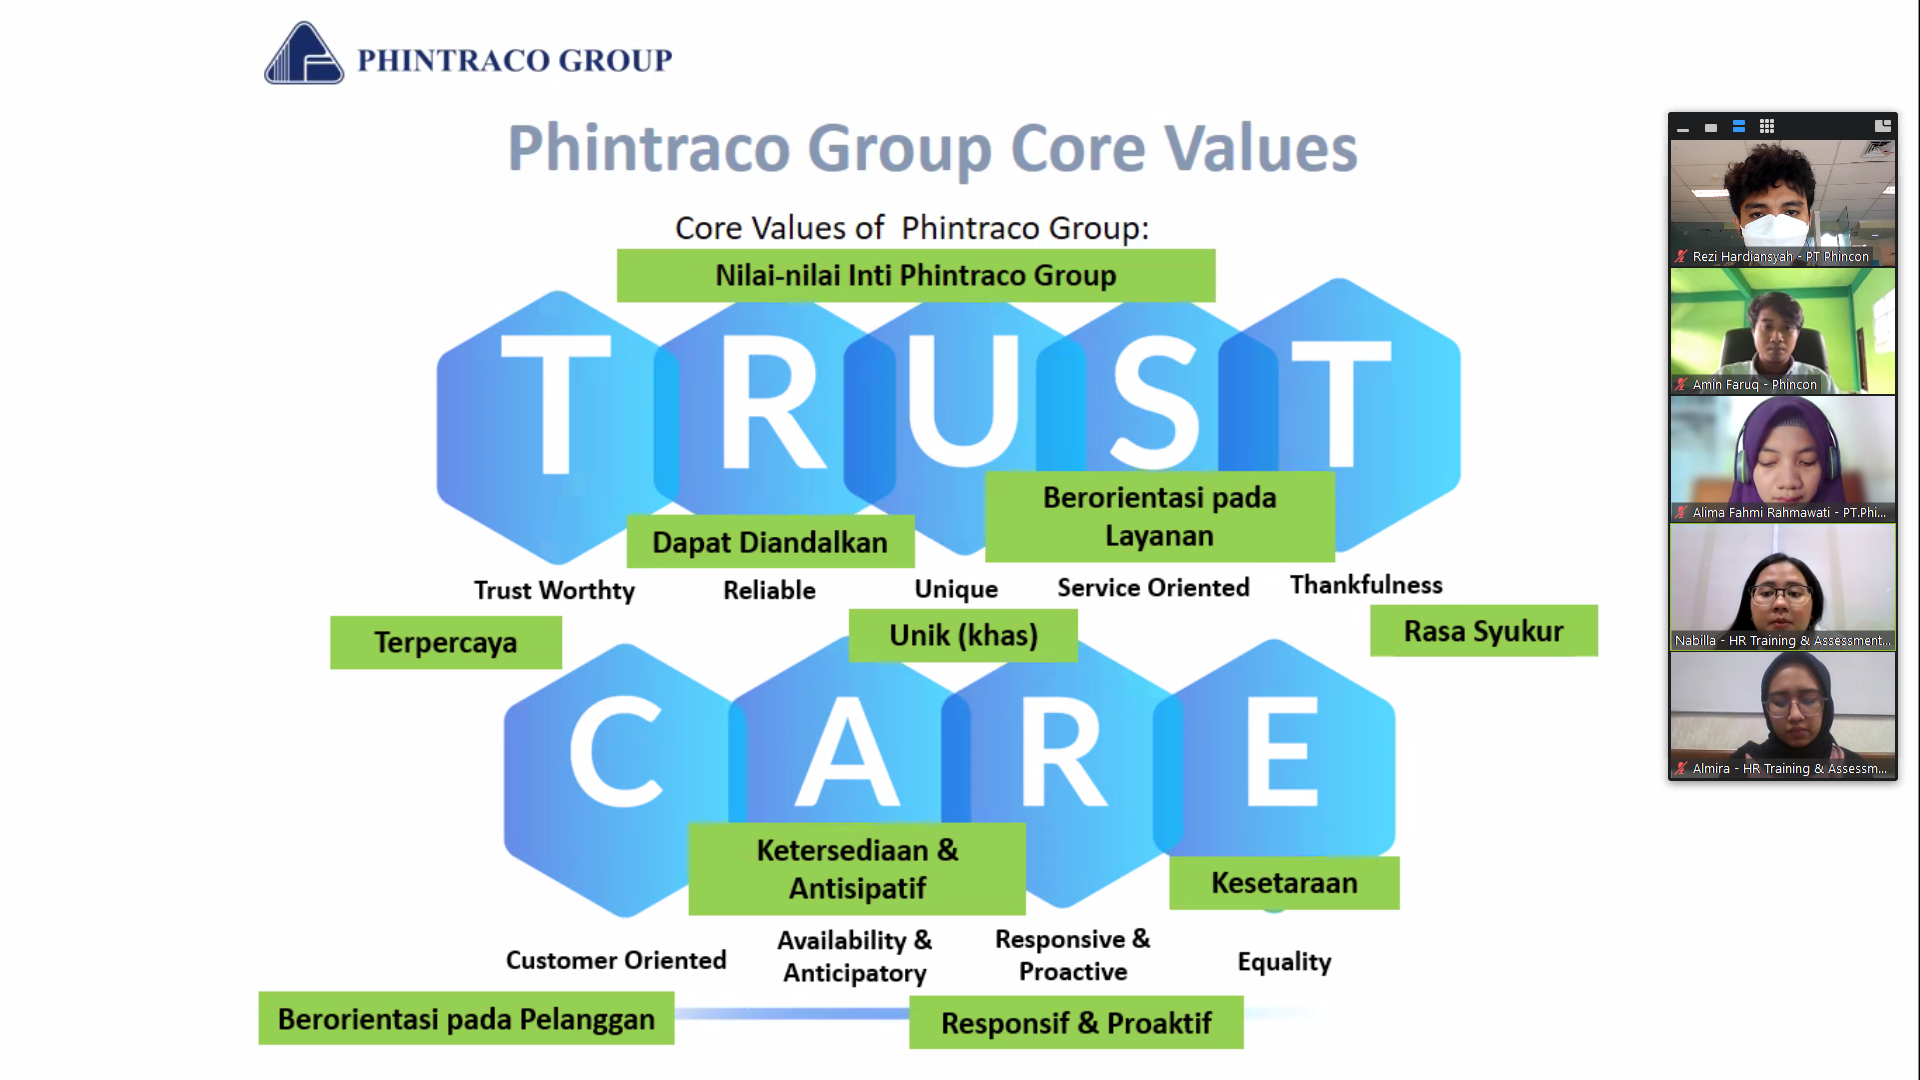 PHINTRACO GROUP
Phintraco Group Core Values
Core Values of Phintraco Group:
Nilai-nilai Inti Phintraco Group
T R U S T
Dapat Diandalkan
Berorientasi pada
Layanan
Trust Worthty
Reliable
Unique
Service Oriented
Thankfulness
Terpercaya
Unik (khas)
Rasa Syukur
C A R E
Ketersediaan &
Antisipatif
Kesetaraan
Customer Oriented
Availability &
Anticipatory
Responsive &
Proactive
Equality
Berorientasi pada Pelanggan
Responsif & Proaktif
Rezi Hardiansyah - PT Phincon
Amin Faruq - Phincon
Alima Fahmi Rahmawati - PT.Phi...
Nabilla - HR Training & Assessment...
Almira - HR Training & Assessm...